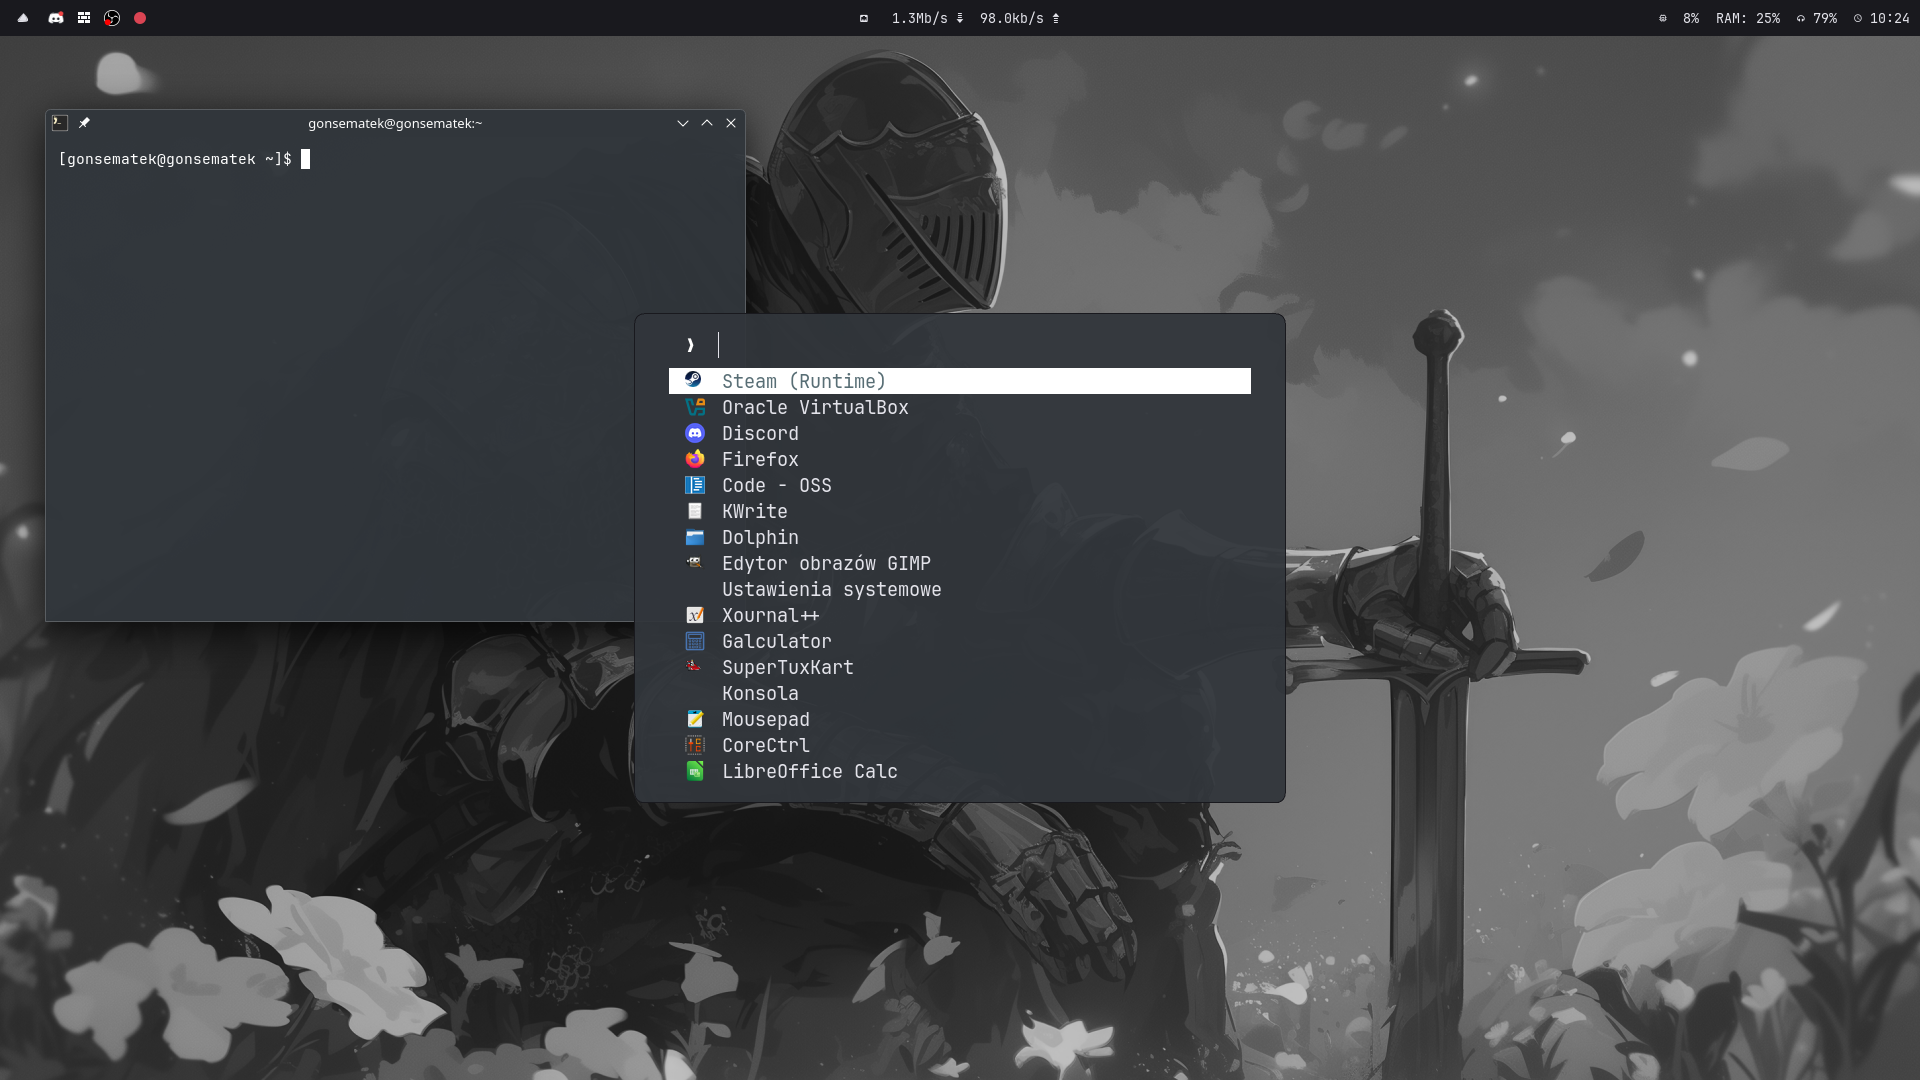 1.3Mb/s 98.0kb/s 8% RAM: 25% 79% 10:24
gonsematek@gonsematek:~
[gonsematek@gonsematek ~]$
Steam (Runtime)
Oracle VirtualBox
Discord
Firefox
Code - OSS
KWrite
Dolphin
Edytor obrazów GIMP
Ustawienia systemowe
Xournal++
Galculator
SuperTuxKart
Konsola
Mousepad
CoreCtrl
LibreOffice Calc